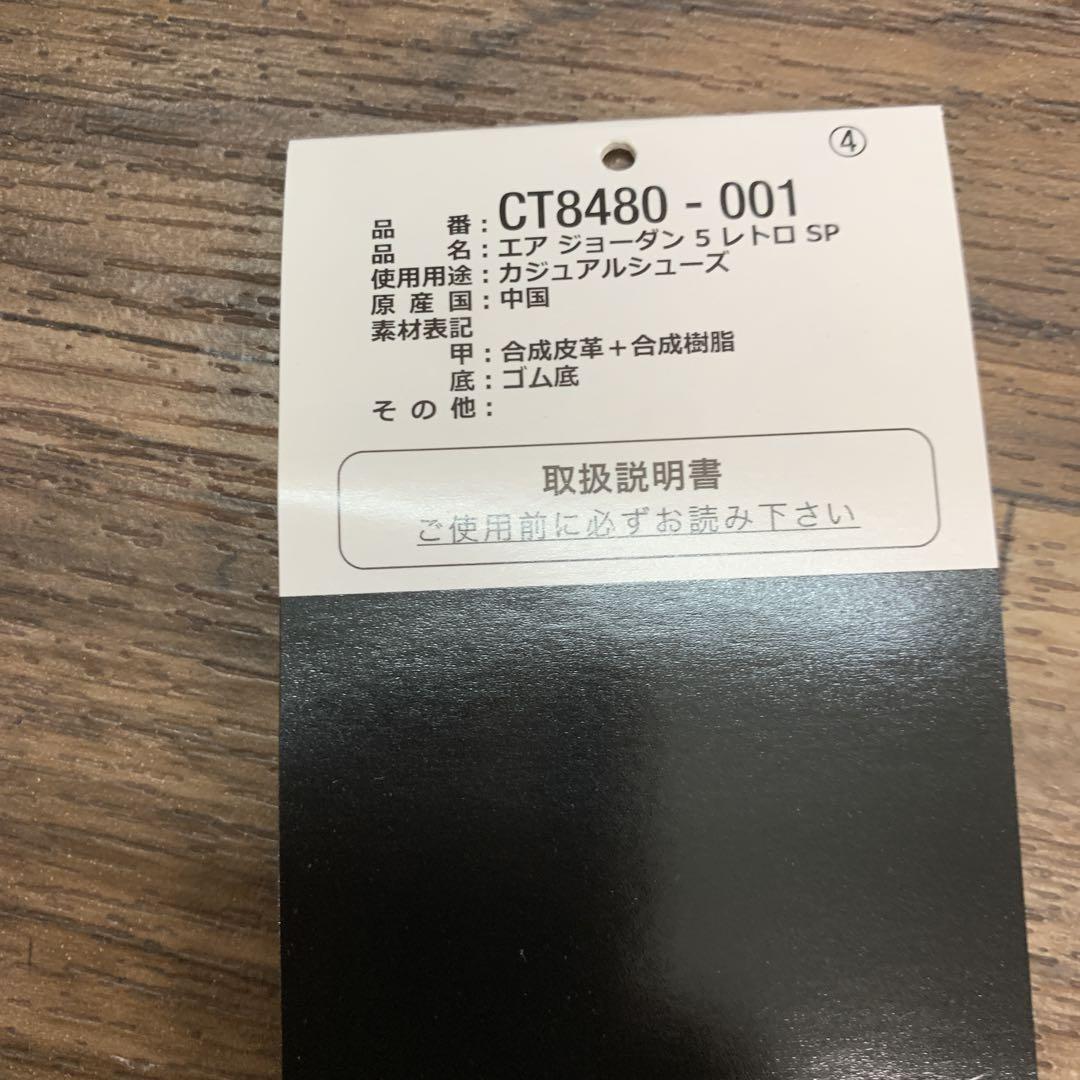 ④
品番：CT8480 - 001
品名：エア ジョーダン 5 レトロ SP
使用用途：カジュアルシューズ
原産国：中国
素材表記
甲：合成皮革＋合成樹脂
底：ゴム底
その他：
取扱説明書
ご使用前に必ずお読み下さい